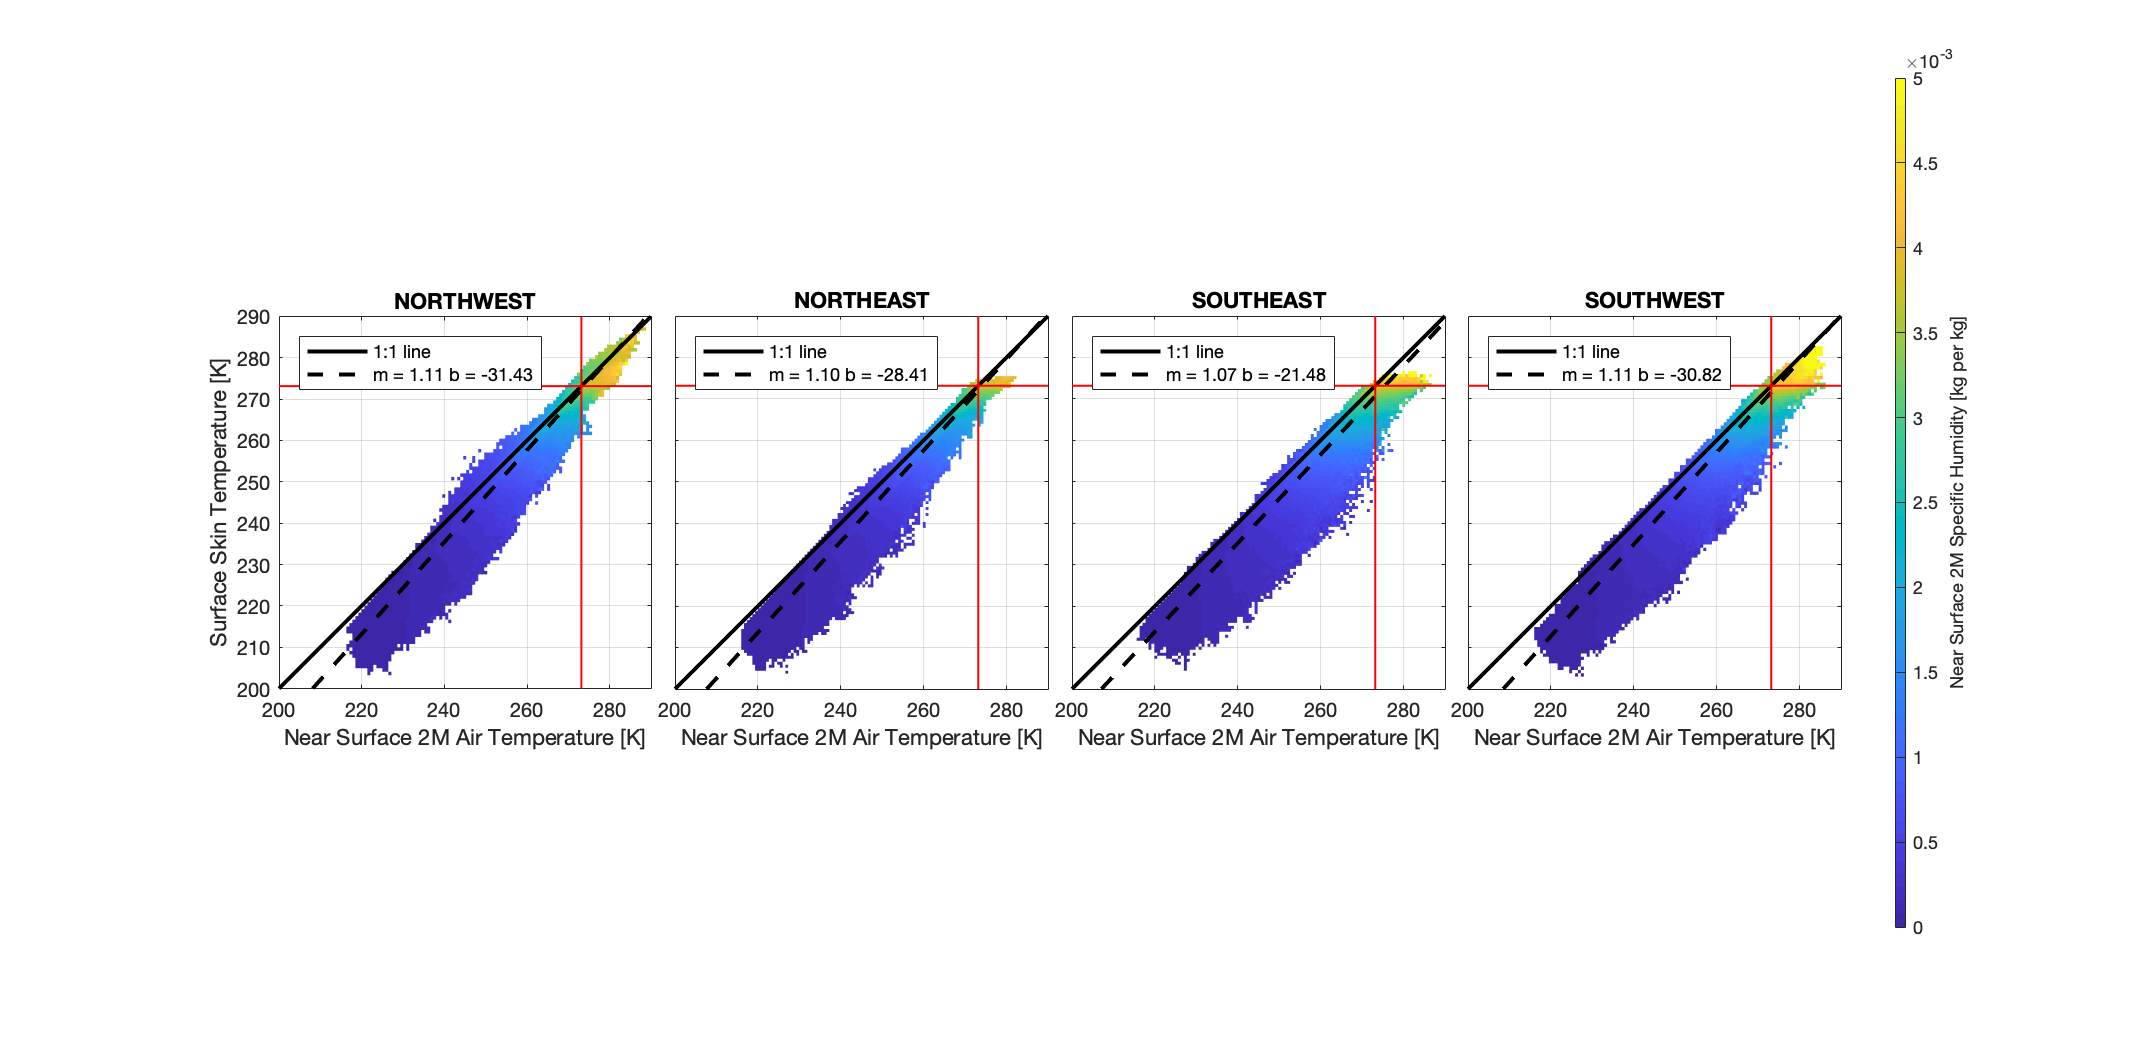 ×10-3
NORTHWEST NORTHEAST SOUTHEAST SOUTHWEST
1:1 line
m = 1.11 b = -31.43
1:1 line
m = 1.10 b = -28.41
1:1 line
m = 1.07 b = -21.48
1:1 line
m = 1.11 b = -30.82
Surface Skin Temperature [K]
290
280
270
260
250
240
230
220
210
200
200 220 240 260 280
200 220 240 260 280
200 220 240 260 280
200 220 240 260 280
Near Surface 2M Air Temperature [K]
Near Surface 2M Air Temperature [K]
Near Surface 2M Air Temperature [K]
Near Surface 2M Air Temperature [K]
5
4.5
4
3.5
3
2.5
2
1.5
1
0.5
0
Near Surface 2M Specific Humidity [kg per kg]